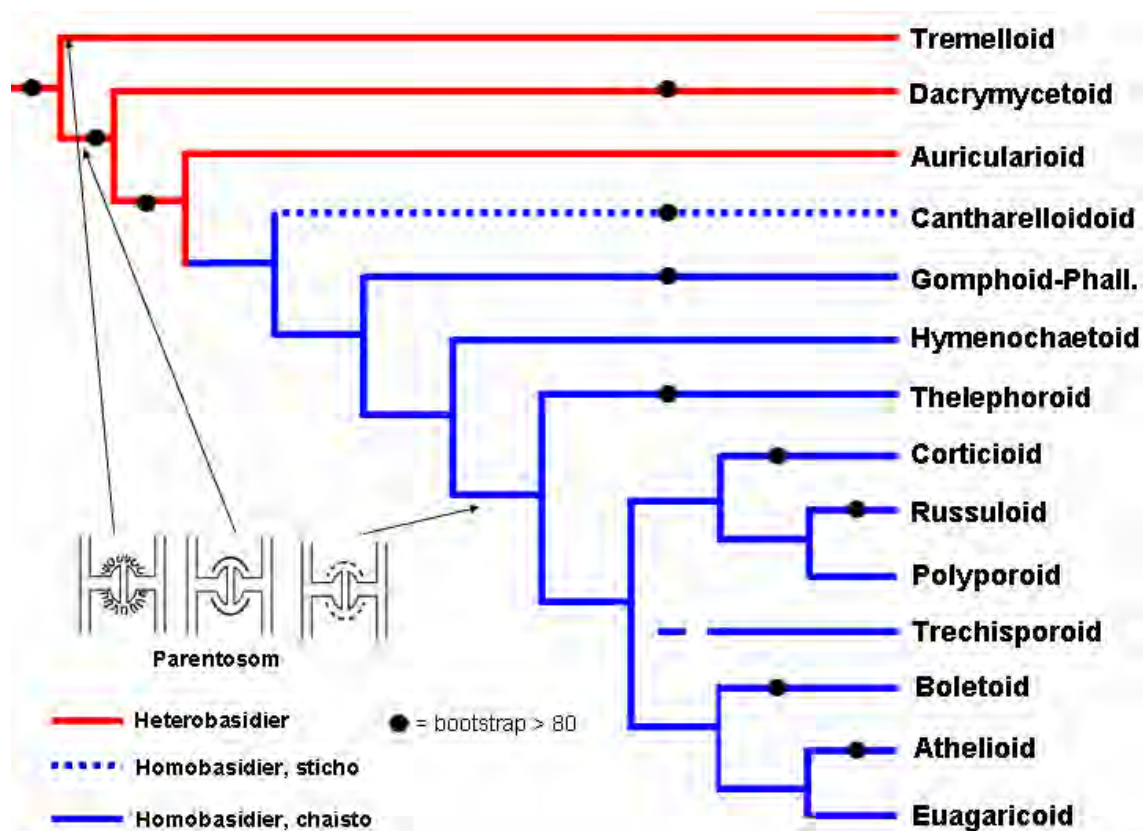 Tremelloid
Dacrymycetoid
Auricularioid
Cantharelloidoid
Gomphoid-Phall.
Hymenochaetoid
Thelephoroid
Corticioid
Russuloid
Polyporoid
Trechisporoid
Boletoid
Athelioid
Euagaricoid
Parentosom
Heterobasidier
= bootstrap > 80
Homobasidier, sticho
Homobasidier, chaisto